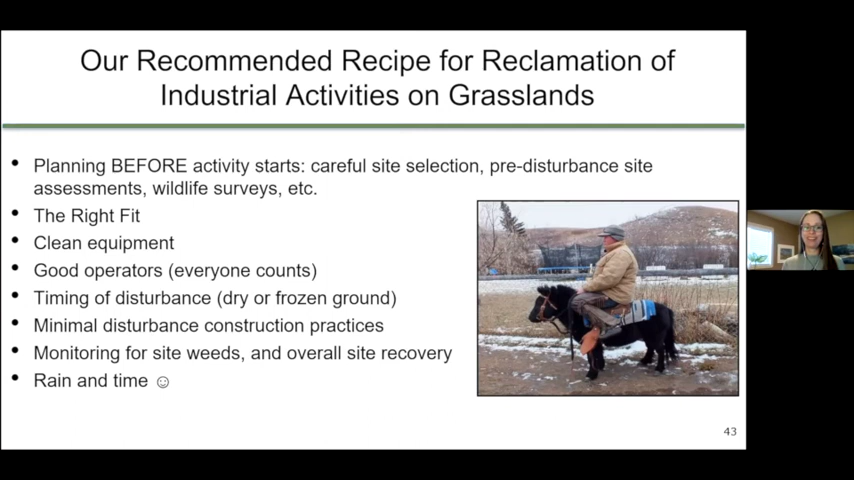 Our Recommended Recipe for Reclamation of
Industrial Activities on Grasslands
• Planning BEFORE activity starts: careful site selection, pre-disturbance site
assessments, wildlife surveys, etc.
• The Right Fit
• Clean equipment
• Good operators (everyone counts)
• Timing of disturbance (dry or frozen ground)
• Minimal disturbance construction practices
• Monitoring for site weeds, and overall site recovery
• Rain and time ☺
43